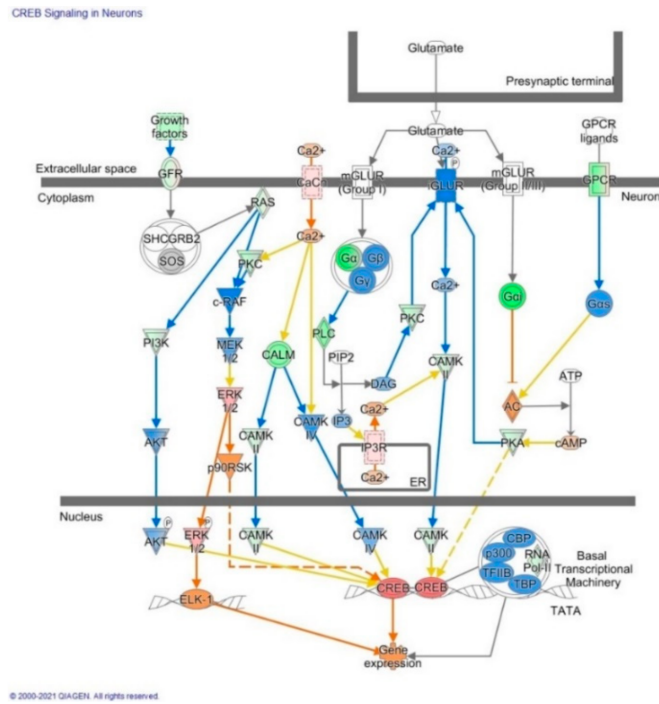 CREB Signaling in Neurons
Glutamate
Presynaptic terminal
Growth
factors
Glutamate
GPCR
ligands
Ca2+
Ca2+
P
Extracellular space
GFR
CaCn
mGLUR
(Group I)
iGLUR
mGLUR
(Group II/III)
GPCR
Neuron
Cytoplasm
RAS
SHC
GRB2
SOS
Ca2+
PKC
Gα
Gβ
Gγ
Ca2+
Gαi
Gαs
c-RAF
PI3K
MEK
1/2
CALM
PLC
PKC
PIP2
DAG
CAMK
II
ATP
ERK
1/2
Ca2+
IP3
AC
AKT
CAMK
II
CAMK
IV
IP3R
PKA
cAMP
p90RSK
Ca2+
ER
Nucleus
P
P
AKT
ERK
1/2
CAMK
II
CAMK
IV
CAMK
II
CBP
p300
RNA
Pol-II
TFIIB
TBP
Basal
Transcriptional
Machinery
ELK-1
CREB
CREB
TATA
Gene
expression
© 2000-2021 QIAGEN. All rights reserved.